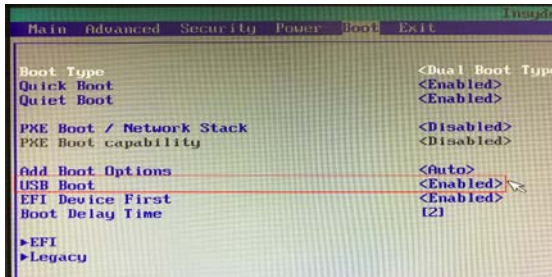 Insyde
Main Advanced Security Power Boot Exit
Boot Type <Dual Boot Type
Quick Boot <Enabled>
Quiet Boot <Enabled>
PXE Boot / Network Stack <Disabled>
PXE Boot capability <Disabled>
Add Boot Options <Auto>
USB Boot <Enabled>
EFI Device First <Enabled>
Boot Delay Time [2]
►EFI
►Legacy